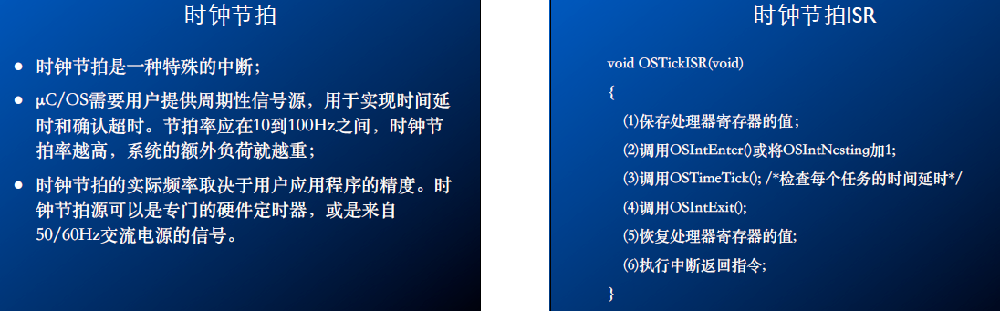 时钟节拍
● 时钟节拍是一种特殊的中断；
● μC/OS需要用户提供周期性信号源，用于实现时间延
时和确认超时。节拍率应在10到100Hz之间，时钟节
拍率越高，系统的额外负荷就越重；
● 时钟节拍的实际频率取决于用户应用程序的精度。时
钟节拍源可以是专门的硬件定时器，或是来自
50/60Hz交流电源的信号。
时钟节拍ISR
void OSTickISR(void)
{
(1)保存处理器寄存器的值;
(2)调用OSIntEnter()或将OSIntNesting加1;
(3)调用OSTimeTick(); /*检查每个任务的时间延时*/
(4)调用OSIntExit();
(5)恢复处理器寄存器的值;
(6)执行中断返回指令;
}